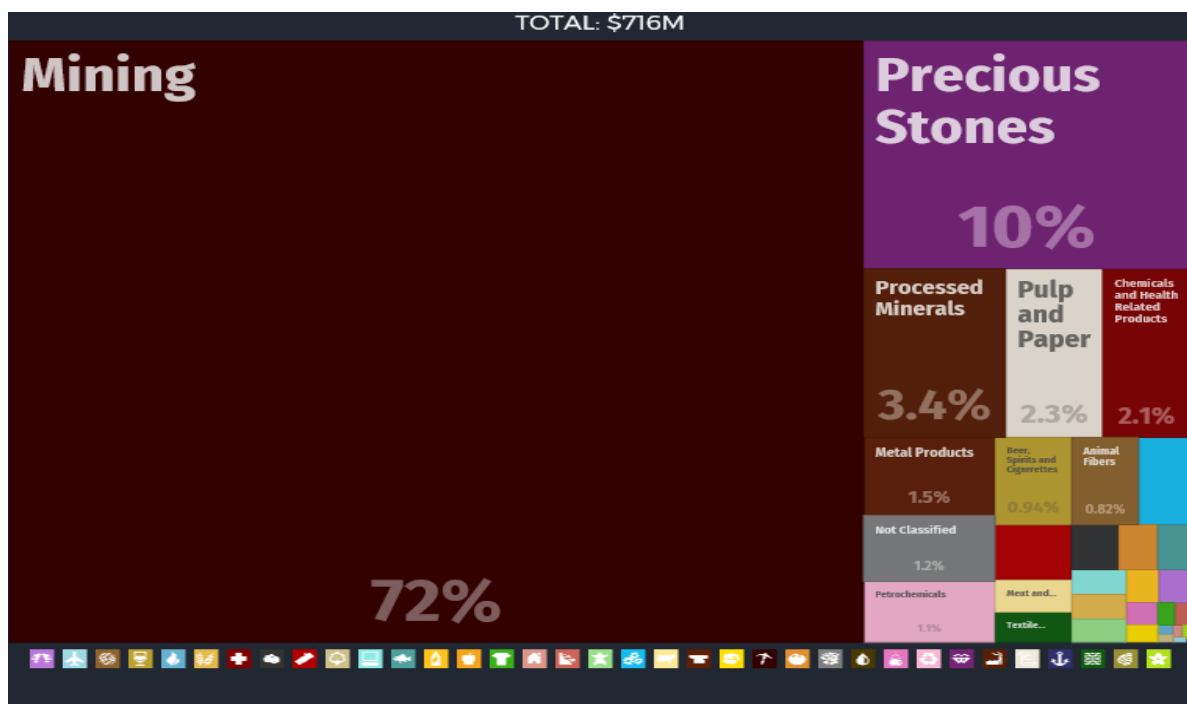 TOTAL: $716M
Mining
72%
Precious
Stones
10%
Processed
Minerals
3.4%
Pulp
and
Paper
2.3%
Chemicals
and Health
Related
Products
2.1%
Metal Products
1.5%
Beer,
Spirits and
Cigarettes
0.94%
Animal
Fibers
0.82%
Not Classified
1.2%
Petrochemicals
1.1%
Meat and...
Textile...